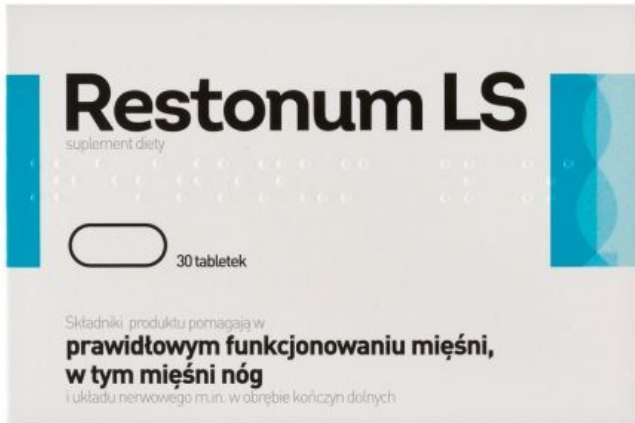 Restonum LS
suplement diety
30 tabletek
Składniki produktu pomagają w
prawidłowym funkcjonowaniu mięśni,
w tym mięśni nóg
i układu nerwowego m.in. w obrębie kończyn dolnych